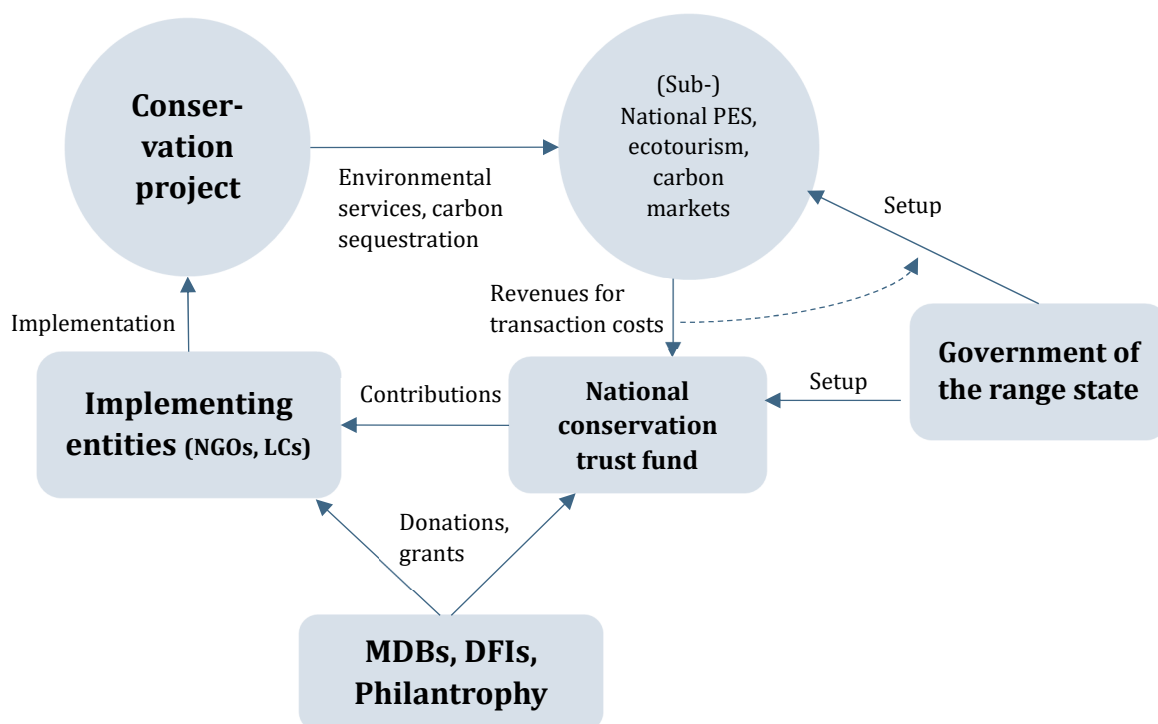 Conser-
vation
project
(Sub-)
National PES,
ecotourism,
carbon
markets
Environmental
services, carbon
sequestration
Setup
Implementation
Revenues for
transaction costs
Government of
the range state
Implementing
entities (NGOs, LCs)
Contributions
National
conservation
trust fund
Setup
Donations,
grants
MDBs, DFIs,
Philantrophy